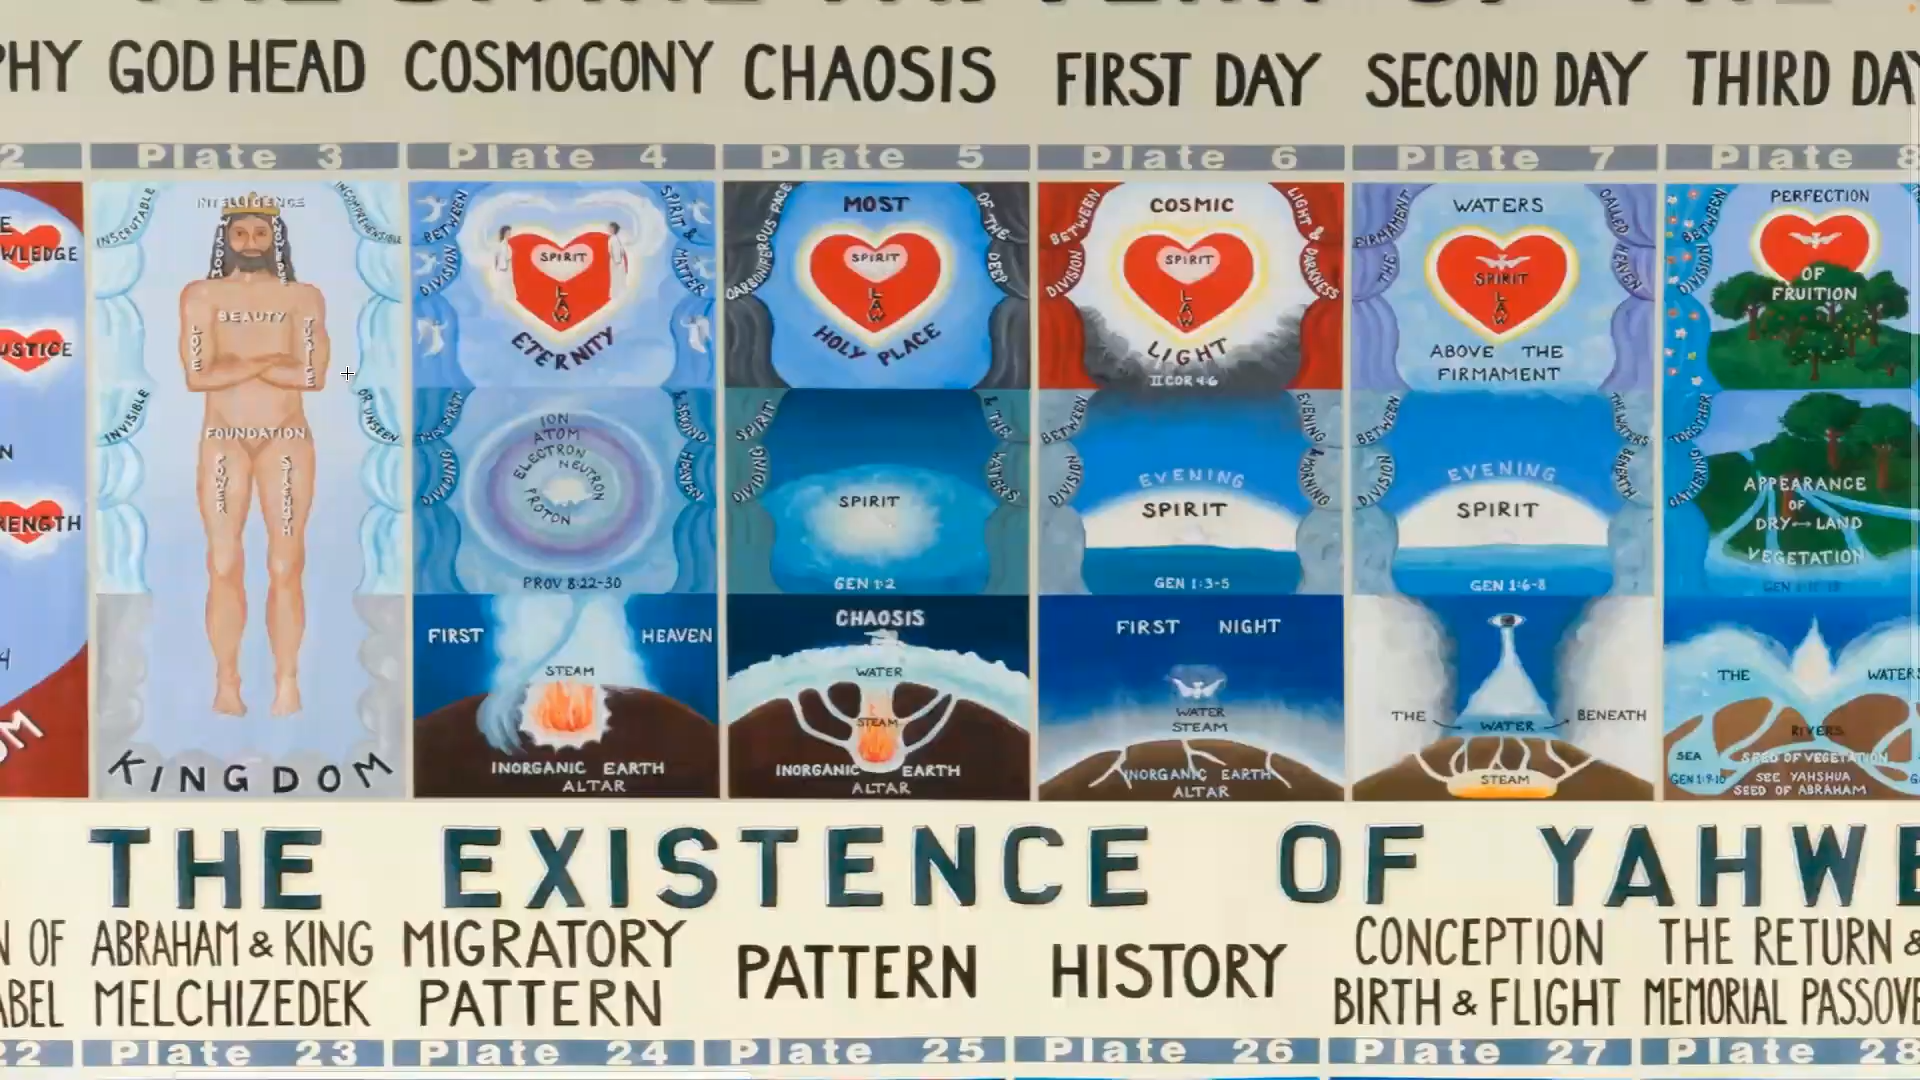 GOD HEAD
COSMOGONY
CHAOSIS
FIRST DAY
SECOND DAY
THIRD DA
2
Plate 3
Plate 4
Plate 5
Plate 6
Plate 7
Plate 8
WLEDGE
USTICE
RENGTH
INSCRUTABLE
INCOMPREHENSIBLE
INTELLIGENCE
WISDOM
KNOWLEDGE
BEAUTY
LOVE
JUSTICE
INVISIBLE
OR UNSEEN
FOUNDATION
POWER
STRENGTH
KINGDOM
DIVISION BETWEEN
SPIRIT & MATTER
SPIRIT
LAW
ETERNITY
DIVIDING THE FIRST
& SECOND HEAVEN
ION
ATOM
ELECTRON
NEUTRON
PROTON
PROV 8:22-30
FIRST HEAVEN
STEAM
INORGANIC EARTH
ALTAR
CARBONIFEROUS FACE
OF THE DEEP
MOST
SPIRIT
LAW
HOLY PLACE
DIVIDING SPIRIT
& THE WATERS
SPIRIT
GEN 1:2
CHAOSIS
WATER
STEAM
INORGANIC EARTH
ALTAR
DIVISION BETWEEN
LIGHT & DARKNESS
COSMIC
SPIRIT
LAW
LIGHT
II COR 4:6
DIVISION BETWEEN
EVENING & MORNING
EVENING
SPIRIT
GEN 1:3-5
FIRST NIGHT
WATER
STEAM
INORGANIC EARTH
ALTAR
THE FIRMAMENT
CALLED HEAVEN
WATERS
SPIRIT
LAW
ABOVE THE
FIRMAMENT
DIVISION BETWEEN
THE WATERS BENEATH
EVENING
SPIRIT
GEN 1:6-8
THE WATER BENEATH
STEAM
DIVISION BETWEEN
PERFECTION
OF
FRUITION
GATHERING TOGETHER
APPEARANCE
OF
DRY LAND
VEGETATION
THE WATERS
RIVERS
SEA
SEED OF VEGETATION
GEN 1:9-10
SEE YAHSHUA
SEED OF ABRAHAM
THE EXISTENCE OF YAHWE
N OF
ABEL
ABRAHAM & KING
MELCHIZEDEK
MIGRATORY
PATTERN
PATTERN
HISTORY
CONCEPTION
BIRTH & FLIGHT
THE RETURN &
MEMORIAL PASSOVE
22
Plate 23
Plate 24
Plate 25
Plate 26
Plate 27
Plate 28